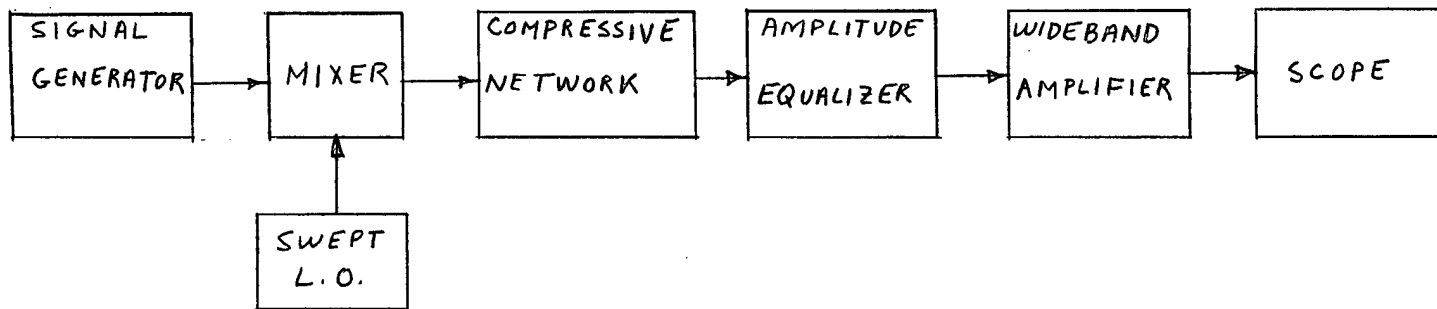 SIGNAL
GENERATOR
MIXER
COMPRESSIVE
NETWORK
AMPLITUDE
EQUALIZER
WIDEBAND
AMPLIFIER
SCOPE
SWEPT
L.O.